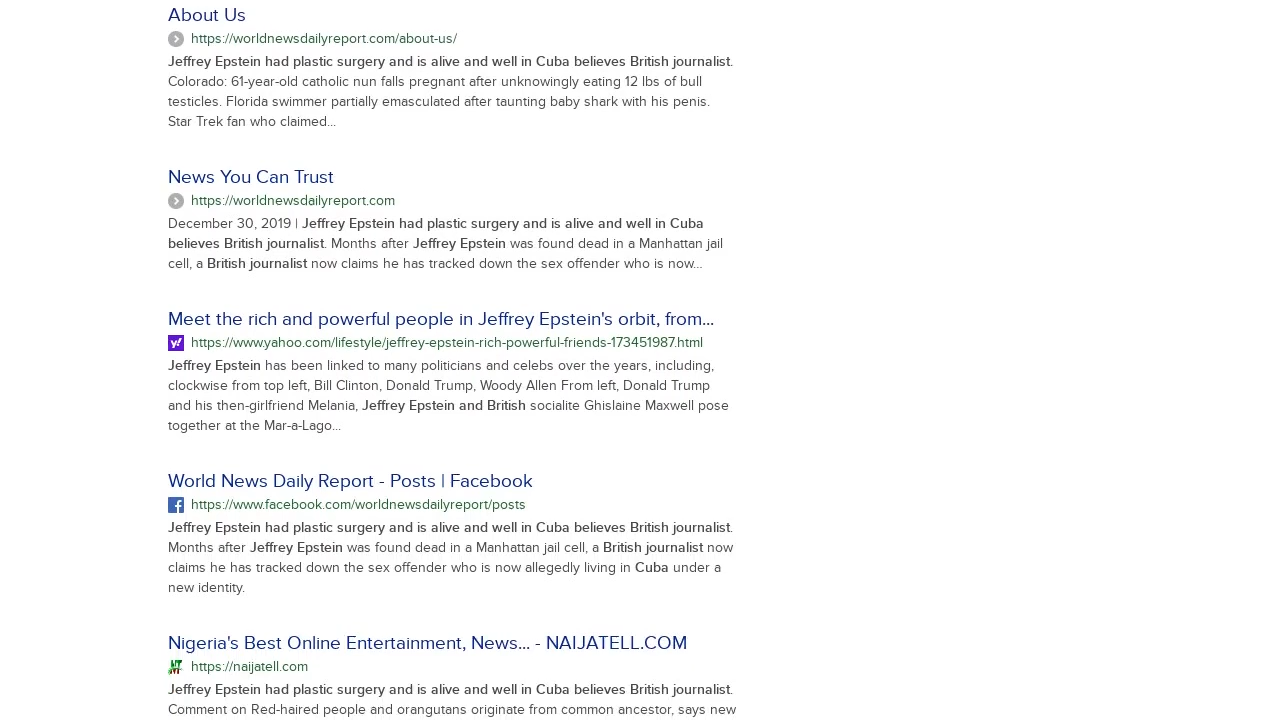 About Us
https://worldnewsdailyreport.com/about-us/
Jeffrey Epstein had plastic surgery and is alive and well in Cuba believes British journalist.
Colorado: 61-year-old catholic nun falls pregnant after unknowingly eating 12 lbs of bull
testicles. Florida swimmer partially emasculated after taunting baby shark with his penis.
Star Trek fan who claimed...
News You Can Trust
https://worldnewsdailyreport.com
December 30, 2019 | Jeffrey Epstein had plastic surgery and is alive and well in Cuba
believes British journalist. Months after Jeffrey Epstein was found dead in a Manhattan jail
cell, a British journalist now claims he has tracked down the sex offender who is now...
Meet the rich and powerful people in Jeffrey Epstein's orbit, from...
https://www.yahoo.com/lifestyle/jeffrey-epstein-rich-powerful-friends-173451987.html
Jeffrey Epstein has been linked to many politicians and celebs over the years, including,
clockwise from top left, Bill Clinton, Donald Trump, Woody Allen From left, Donald Trump
and his then-girlfriend Melania, Jeffrey Epstein and British socialite Ghislaine Maxwell pose
together at the Mar-a-Lago...
World News Daily Report - Posts | Facebook
https://www.facebook.com/worldnewsdailyreport/posts
Jeffrey Epstein had plastic surgery and is alive and well in Cuba believes British journalist.
Months after Jeffrey Epstein was found dead in a Manhattan jail cell, a British journalist now
claims he has tracked down the sex offender who is now allegedly living in Cuba under a
new identity.
Nigeria's Best Online Entertainment, News... - NAIJATELL.COM
https://naijatell.com
Jeffrey Epstein had plastic surgery and is alive and well in Cuba believes British journalist.
Comment on Red-haired people and orangutans originate from common ancestor, says new